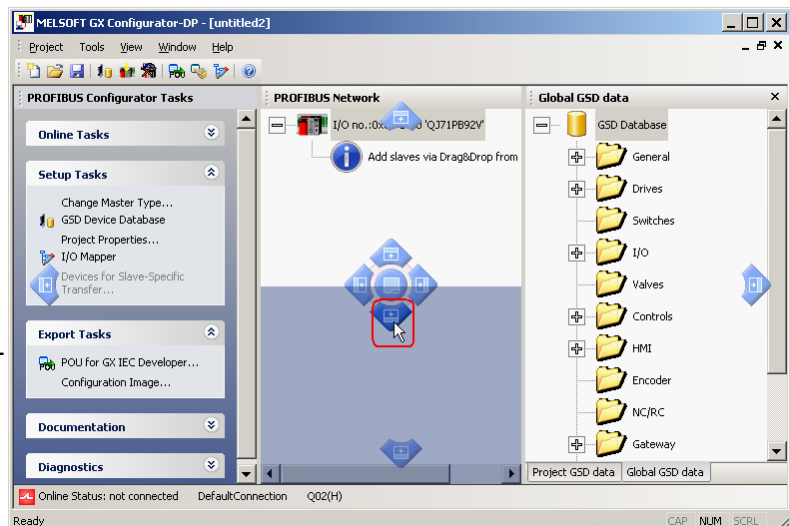 MELSOFT GX Configurator-DP - [untitled2]
Project Tools View Window Help
PROFIBUS Configurator Tasks
Online Tasks
Setup Tasks
Change Master Type...
GSD Device Database
Project Properties...
I/O Mapper
Devices for Slave-Specific
Transfer...
Export Tasks
POU for GX IEC Developer...
Configuration Image...
Documentation
Diagnostics
PROFIBUS Network
I/O no.:0x 'QJ71PB92V'
Add slaves via Drag&Drop from
Global GSD data
GSD Database
General
Drives
Switches
I/O
Valves
Controls
HMI
Encoder
NC/RC
Gateway
Project GSD data Global GSD data
Online Status: not connected DefaultConnection Q02(H)
Ready CAP NUM SCRL